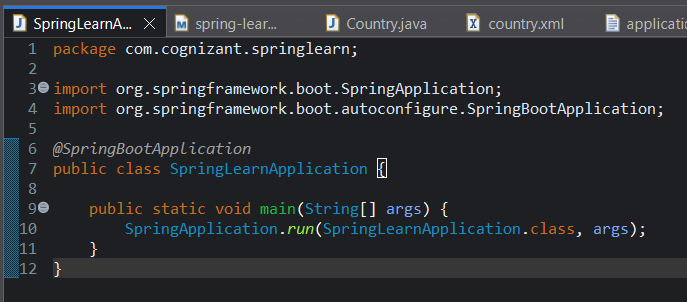 SpringLearnA... spring-lear... Country.java country.xml applicatio
1 package com.cognizant.springlearn;
2
3 import org.springframework.boot.SpringApplication;
4 import org.springframework.boot.autoconfigure.SpringBootApplication;
5
6 @SpringBootApplication
7 public class SpringLearnApplication {
8
9 public static void main(String[] args) {
10 SpringApplication.run(SpringLearnApplication.class, args);
11 }
12 }